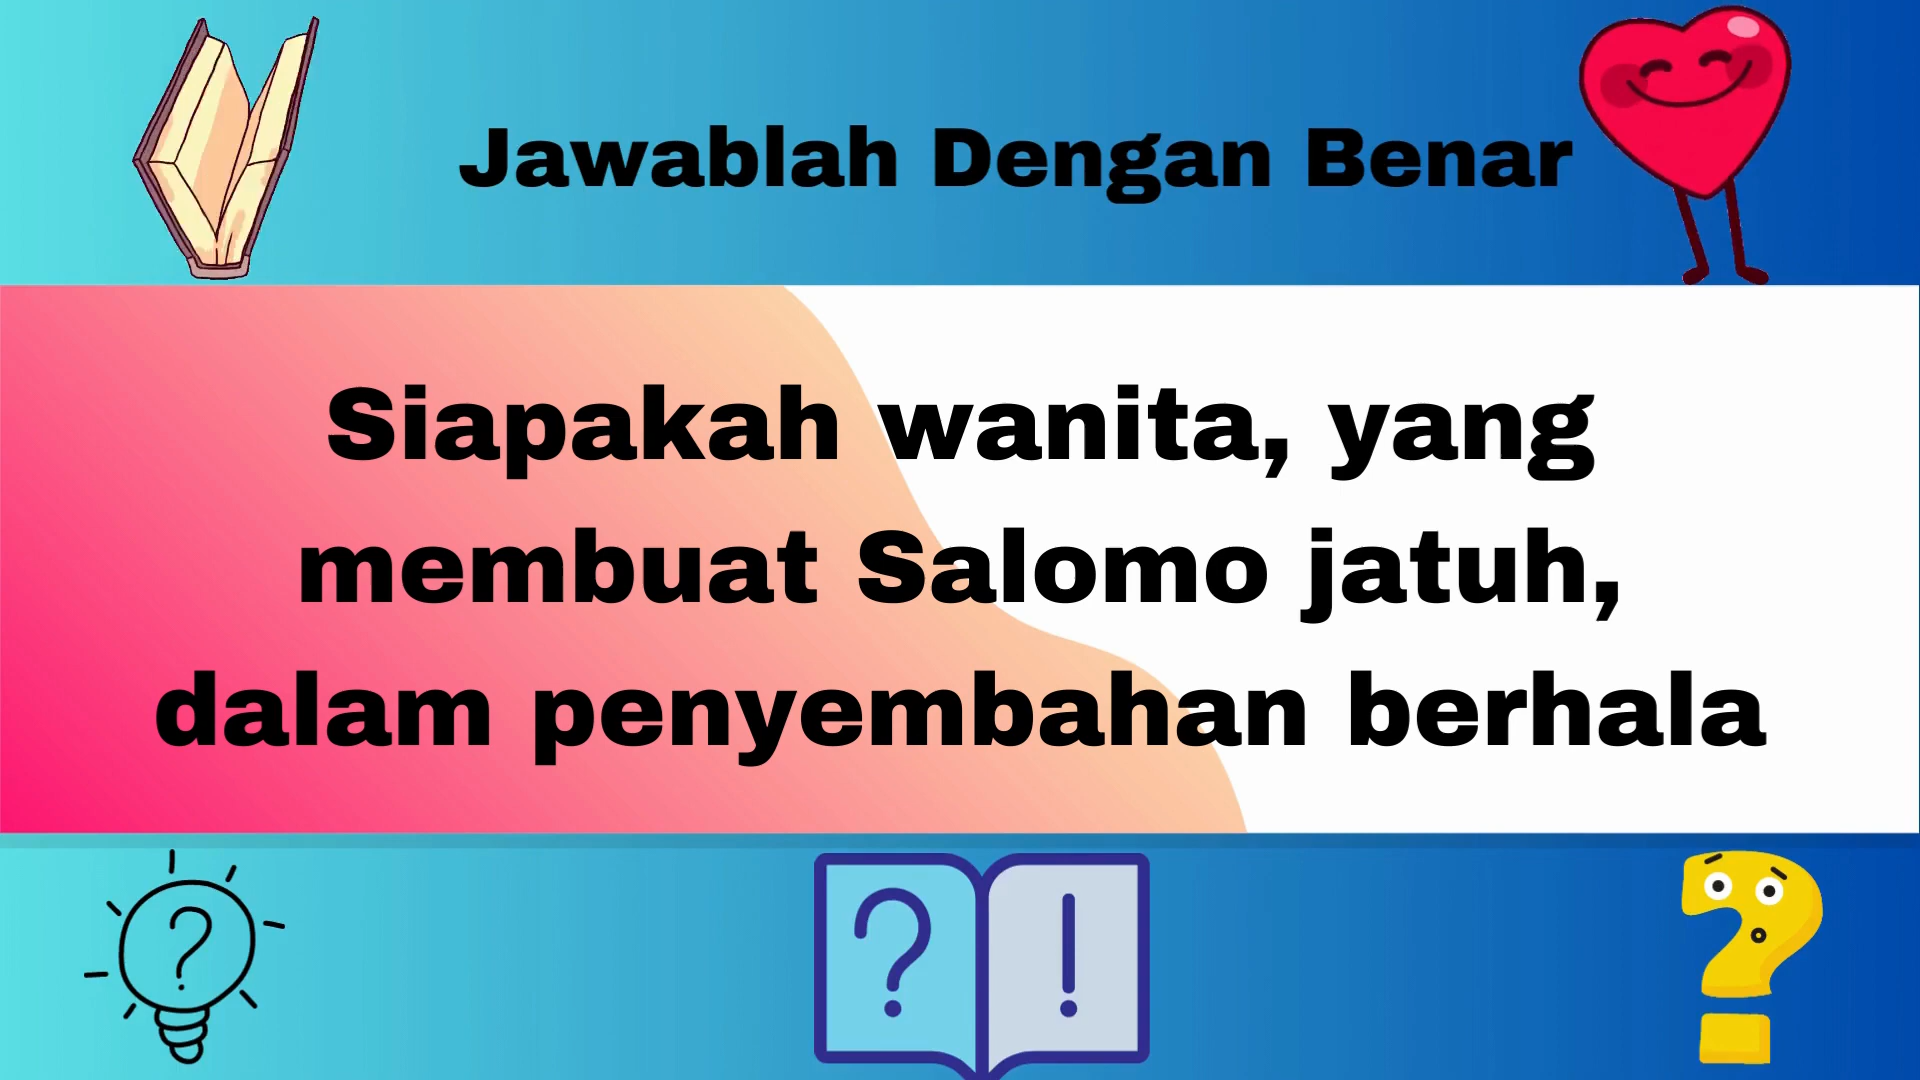 Jawablah Dengan Benar
Siapakah wanita, yang
membuat Salomo jatuh,
dalam penyembahan berhala